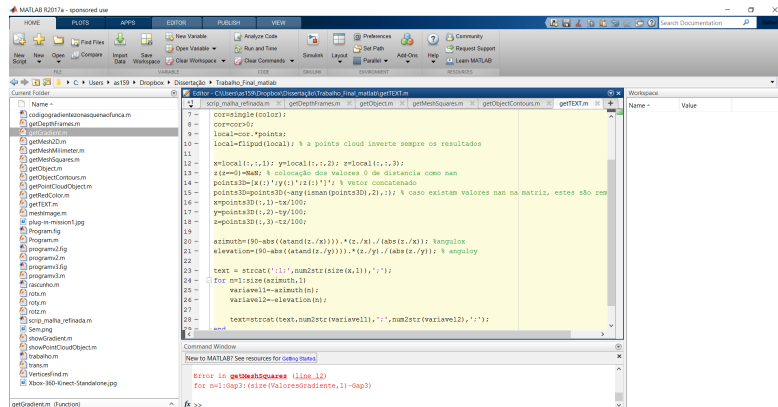 MATLAB R2017a - sponsored use
HOME PLOTS APPS EDITOR PUBLISH VIEW
Search Documentation
New Script
New
Open
Find Files
Compare
Import Data
Save Workspace
New Variable
Open Variable
Clear Workspace
Analyze Code
Run and Time
Clear Commands
Simulink
Layout
Preferences
Set Path
Parallel
Add-Ons
Help
Community
Request Support
Learn MATLAB
FILE VARIABLE CODE SIMULINK ENVIRONMENT RESOURCES
C: Users as159 Dropbox Dissertação Trabalho_Final_matlab
Current Folder
Name
codigogradientezonasquenaofunca.m
getDepthFrames.m
getGradient.m
getMesh2D.m
getMeshMilimeter.m
getMeshSquares.m
getObject.m
getObjectContours.m
getPointCloudObject.m
getRedColor.m
getTEXT.m
meshImage.m
plug-in-mission1.jpg
Program.fig
Program.m
programv2.fig
programv2.m
programv3.fig
programv3.m
rascunho.m
rotx.m
roty.m
rotz.m
scrip_malha_refinada.m
Sem.png
showGradient.m
showPointCloudObject.m
trabalho.m
trans.m
VerticesFind.m
Xbox-360-Kinect-Standalone.jpg
getGradient.m (Function)
Editor - C:\Users\as159\Dropbox\Dissertação\Trabalho_Final_matlab\getTEXT.m
scrip_malha_refinada.m getDepthFrames.m getObject.m getMeshSquares.m getObjectContours.m getTEXT.m
7 - cor=single(color);
8 - cor=cor>0;
9 - local=cor.*points;
10 - local=flipud(local); % a points cloud inverte sempre os resultados
11
12 - x=local(:,:,1); y=local(:,:,2); z=local(:,:,3);
13 - z(z==0)=NaN; % colocação dos valores 0 de distancia como nan
14 - points3D=[x(:)';y(:)';z(:)']'; % vetor concatenado
15 - points3D=points3D(~any(isnan(points3D),2),:); % caso existam valores nan na matriz, estes são rem
16 - x=points3D(:,1)-tx/100;
17 - y=points3D(:,2)-ty/100;
18 - z=points3D(:,3)-tz/100;
19
20 - azimuth=(90-abs((atand(z./x)))).*(z./x)./(abs(z./x)); %angulox
21 - elevation=(90-abs((atand(z./y)))).*(z./y)./(abs(z./y)); % anguloy
22
23 - text = strcat(':1;',num2str(size(x,1)),';');
24 - for n=1:size(azimuth,1)
25 - variavel1=-azimuth(n);
26 - variavel2=-elevation(n);
27
28 - text=strcat(text,num2str(variavel1),";",num2str(variavel2),';');
29 - end
Command Window
New to MATLAB? See resources for Getting Started.
Error in getMeshSquares (line 12)
for n=1:Gap3:(size(ValoresGradiente,1)-Gap3)
fx >>
Workspace
Name Value